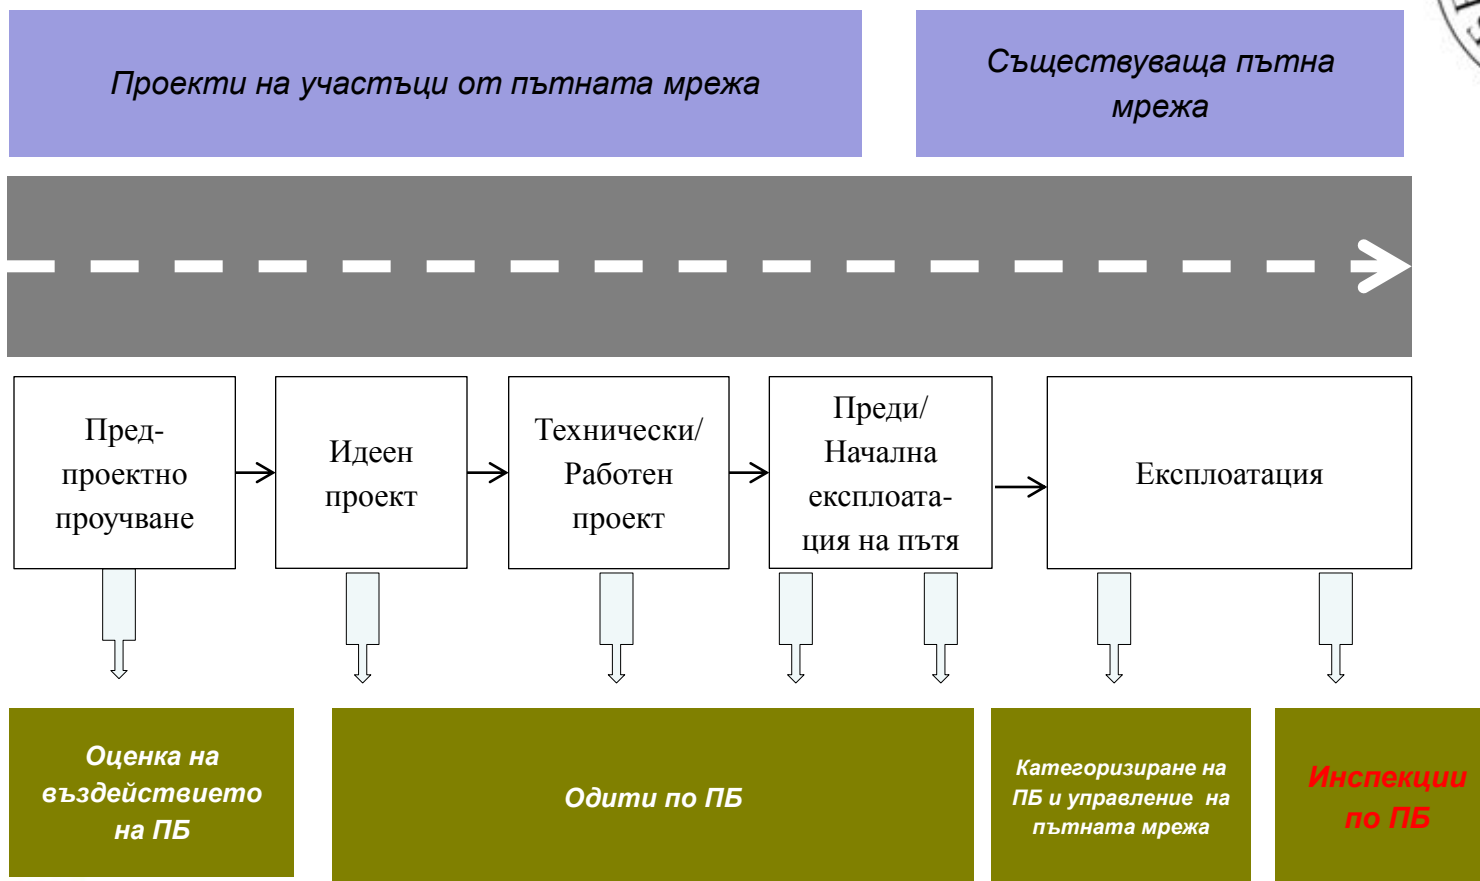 Проекти на участъци от пътната мрежа
Съществуваща пътна
мрежа
Пред-
проектно
проучване
Идеен
проект
Технически/
Работен
проект
Преди/
Начална
експлоата-
ция на пътя
Експлоатация
Оценка на
въздействието
на ПБ
Одити по ПБ
Категоризиране на
ПБ и управление на
пътната мрежа
Инспекции
по ПБ